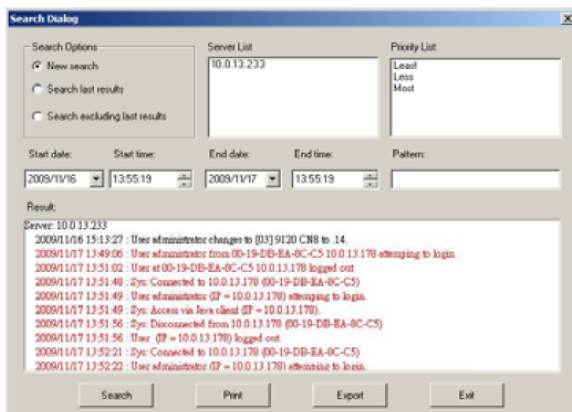 Search Dialog
Search Options
New search
Search last results
Search excluding last results
Server List
10.0.13.233
Priority List:
Least
Less
Most
Start date:
Start time:
End date:
End time:
Pattern:
2009/11/16
13:55:19
2009/11/17
13:55:19
Result:
Server: 10.0.13.233
2009/11/16 15:13:27 : User administrator changes to [03] 9120 CN8 to .14.
2009/11/17 13:49:06 : User administrator from 00-19-DB-EA-8C-C5 10.0.13.178 attemping to login
2009/11/17 13:51:02 : User at 00-19-DB-EA-8C-C5 10.0.13.178 logged out
2009/11/17 13:51:48 : Sys: Connected to 10.0.13.178 (00-19-DB-EA-8C-C5)
2009/11/17 13:51:49 : User administrator (IP = 10.0.13.178) attemping to login.
2009/11/17 13:51:49 : Sys: Access via Java client (IP = 10.0.13.178).
2009/11/17 13:51:56 : Sys: Disconnected from 10.0.13.178 (00-19-DB-EA-8C-C5)
2009/11/17 13:51:56 : User (IP = 10.0.13.178) logged out.
2009/11/17 13:52:21 : Sys: Connected to 10.0.13.178 (00-19-DB-EA-8C-C5)
2009/11/17 13:52:22 : User administrator (IP = 10.0.13.178) attemping to login.
Search
Print
Export
Exit